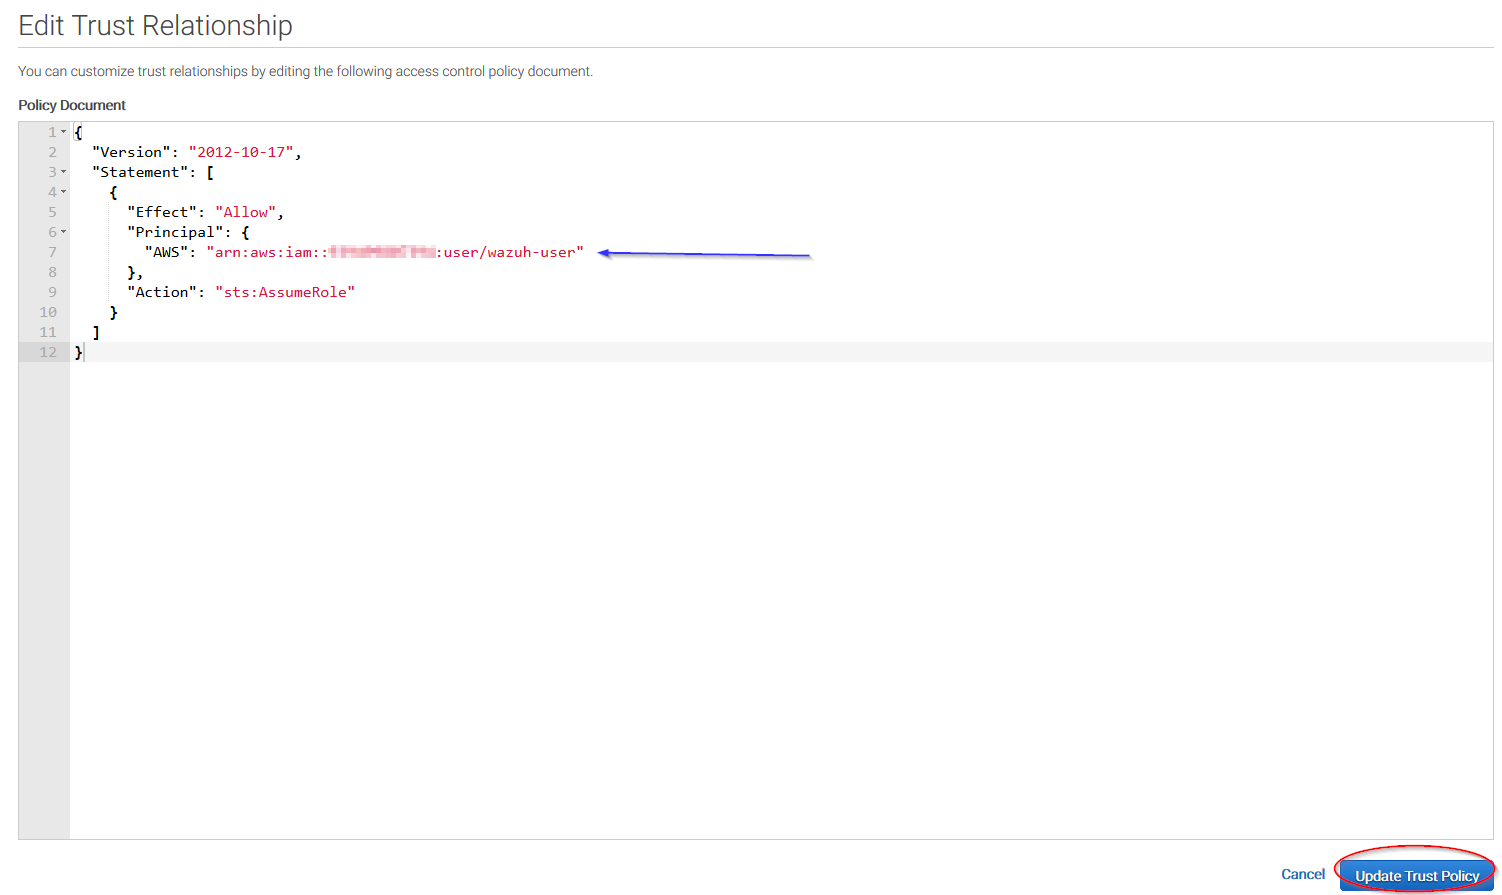 Edit Trust Relationship
You can customize trust relationships by editing the following access control policy document.
Policy Document
1 {
2 "Version": "2012-10-17",
3 "Statement": [
4 {
5 "Effect": "Allow",
6 "Principal": {
7 "AWS": "arn:aws:iam:: :user/wazuh-user"
8 },
9 "Action": "sts:AssumeRole"
10 }
11 ]
12 }
Cancel Update Trust Policy